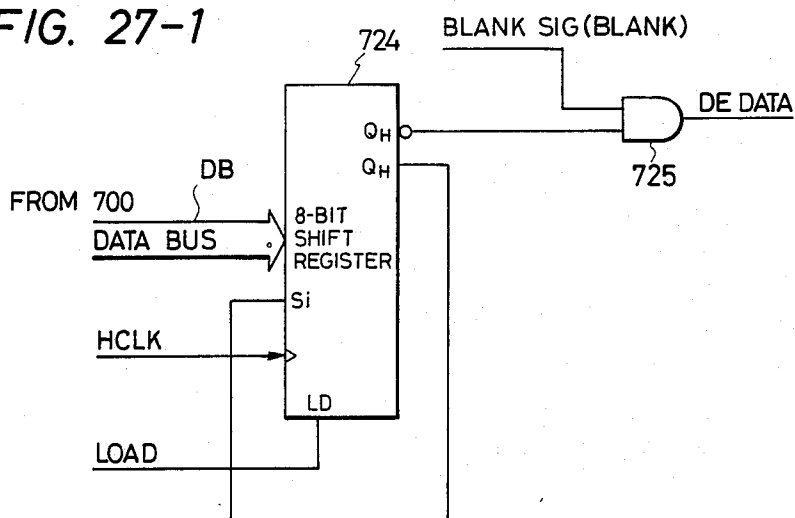 FIG. 27-1
BLANK SIG(BLANK)
724
DE DATA
QH
QH
725
DB
FROM 700
DATA BUS
8-BIT
SHIFT
REGISTER
Si
HCLK
LD
LOAD